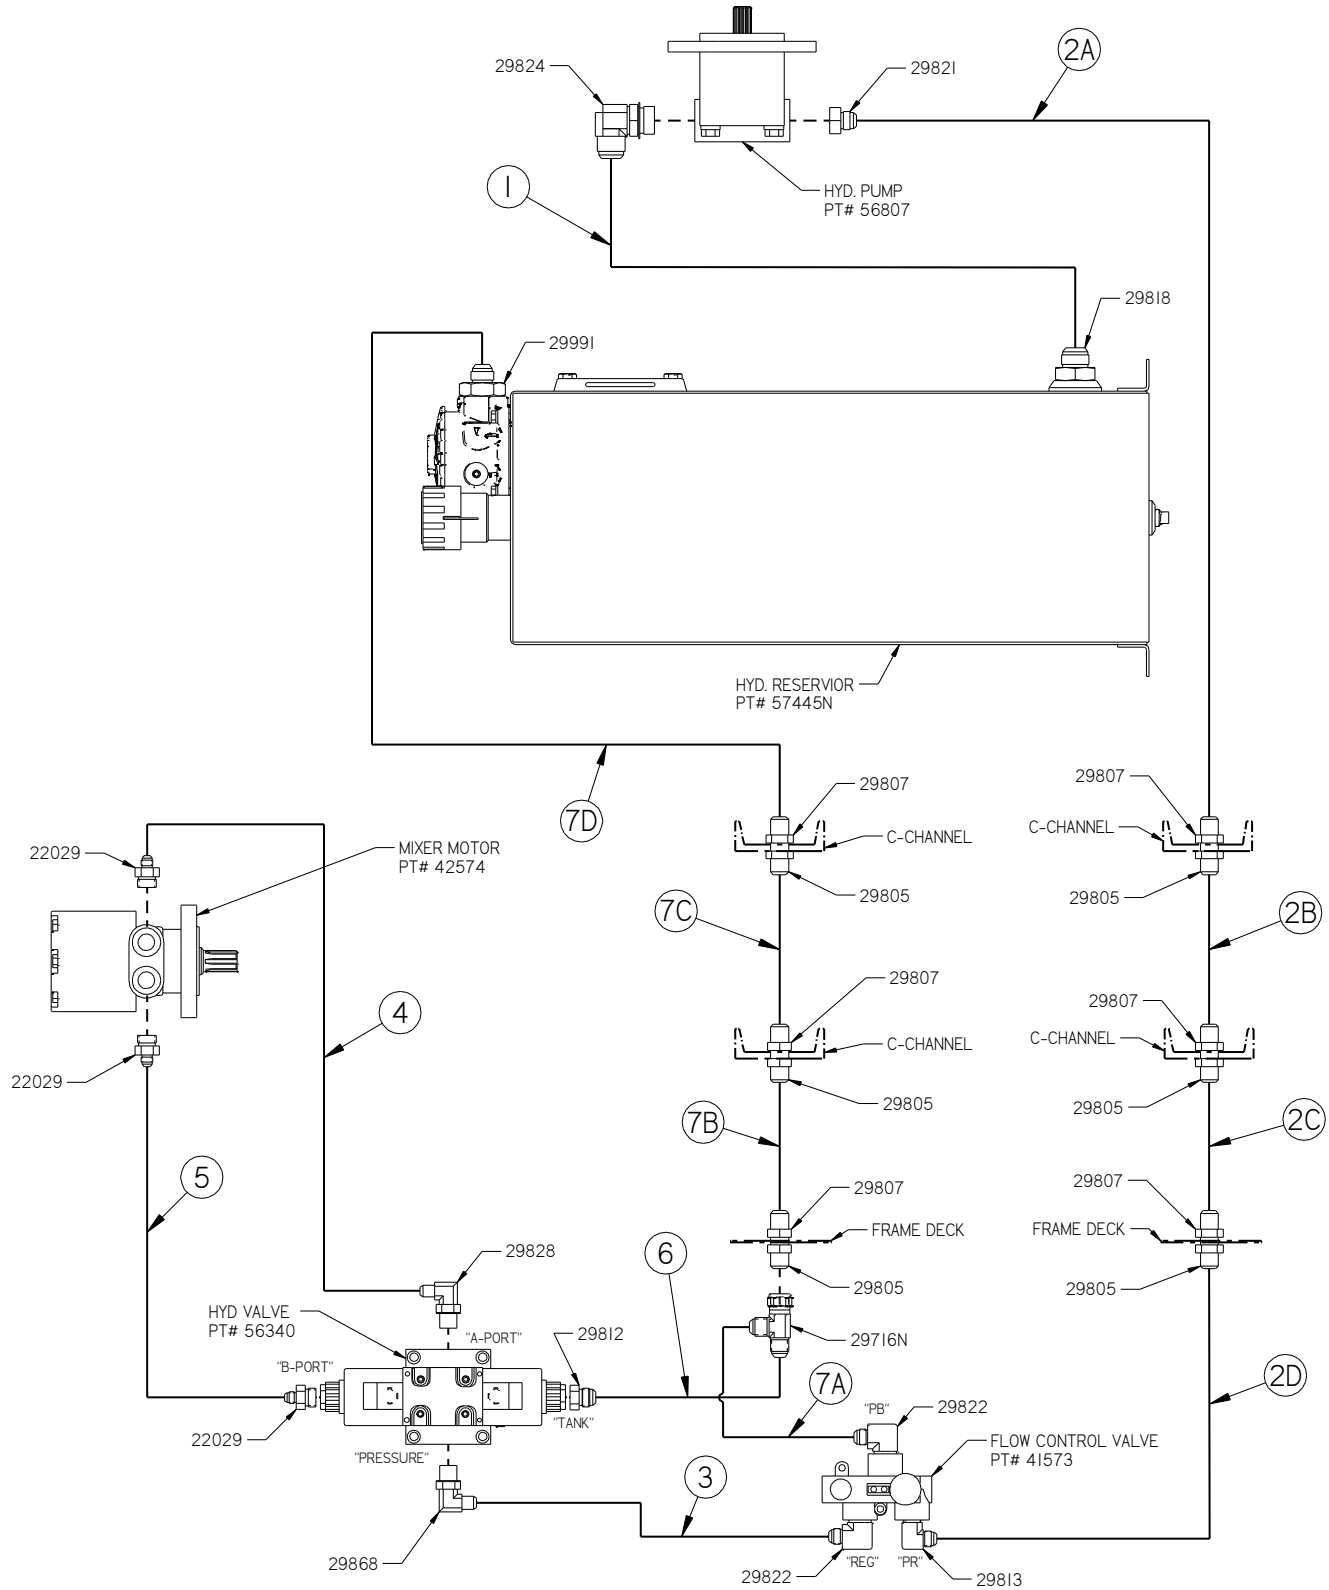 2A
29824
29821
1
HYD. PUMP
PT# 56807
29818
29991
HYD. RESERVIOR
PT# 57445N
29807
29807
7D
C-CHANNEL
C-CHANNEL
22029
MIXER MOTOR
PT# 42574
29805
29805
7C
2B
29807
29807
4
C-CHANNEL
C-CHANNEL
22029
29805
29805
7B
2C
5
29807
29807
FRAME DECK
FRAME DECK
6
29828
29805
29805
HYD VALVE
PT# 56340
"A-PORT"
29812
29716N
"B-PORT"
7A
2D
"TANK"
"PB"
29822
22029
"PRESSURE"
FLOW CONTROL VALVE
PT# 41573
3
29868
29822
"REG"
"PR"
29813